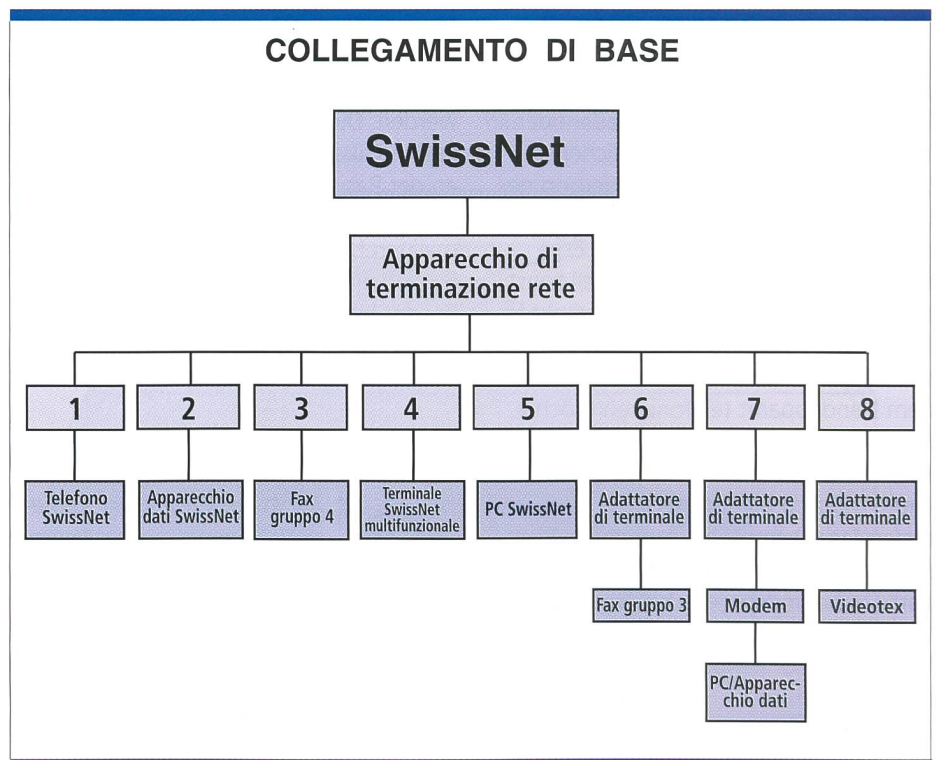 COLLEGAMENTO DI BASE
SwissNet
Apparecchio di
terminazione rete
1
2
3
4
5
6
7
8
Telefono
SwissNet
Apparecchio
dati SwissNet
Fax
gruppo 4
Terminale
SwissNet
multifunzionale
PC SwissNet
Adattatore
di terminale
Adattatore
di terminale
Adattatore
di terminale
Fax gruppo 3
Modem
Videotex
PC/Apparec-
chio dati